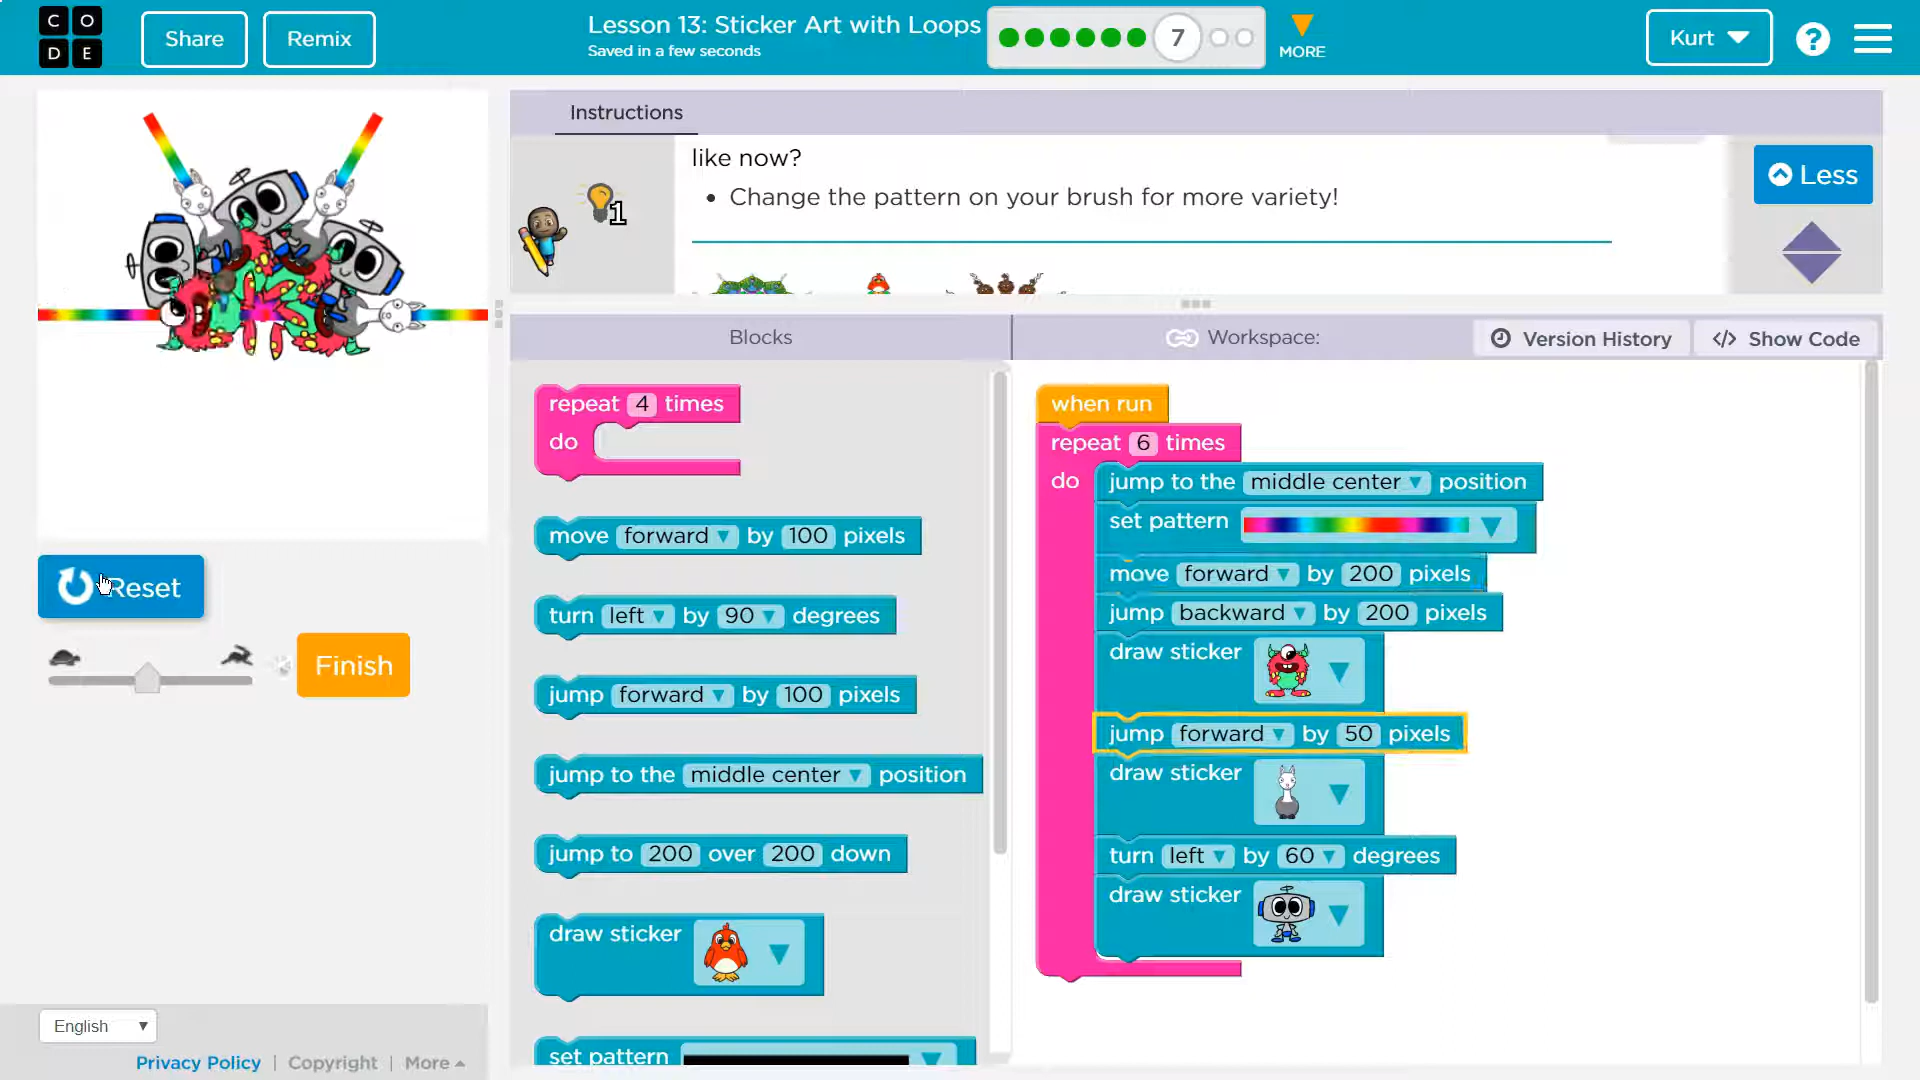 CO
DE
Share
Remix
Lesson 13: Sticker Art with Loops
Saved in a few seconds
7
MORE
Kurt
?
Instructions
like now?
• Change the pattern on your brush for more variety!
1
Less
Blocks
Workspace:
Version History
</> Show Code
repeat 4 times
do
move forward by 100 pixels
turn left by 90 degrees
jump forward by 100 pixels
jump to the middle center position
jump to 200 over 200 down
draw sticker
set pattern
when run
repeat 6 times
do
jump to the middle center position
set pattern
move forward by 200 pixels
jump backward by 200 pixels
draw sticker
jump forward by 50 pixels
draw sticker
turn left by 60 degrees
draw sticker
Reset
Finish
English
Privacy Policy | Copyright | More